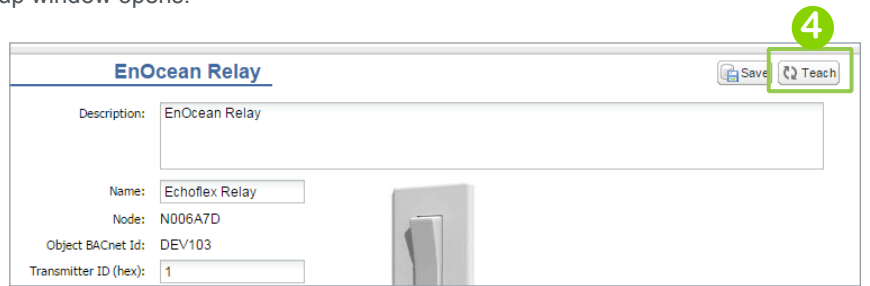 up window opens.
4
EnOcean Relay
Save Teach
Description: EnOcean Relay
Name: Echoflex Relay
Node: N006A7D
Object BACnet Id: DEV103
Transmitter ID (hex): 1